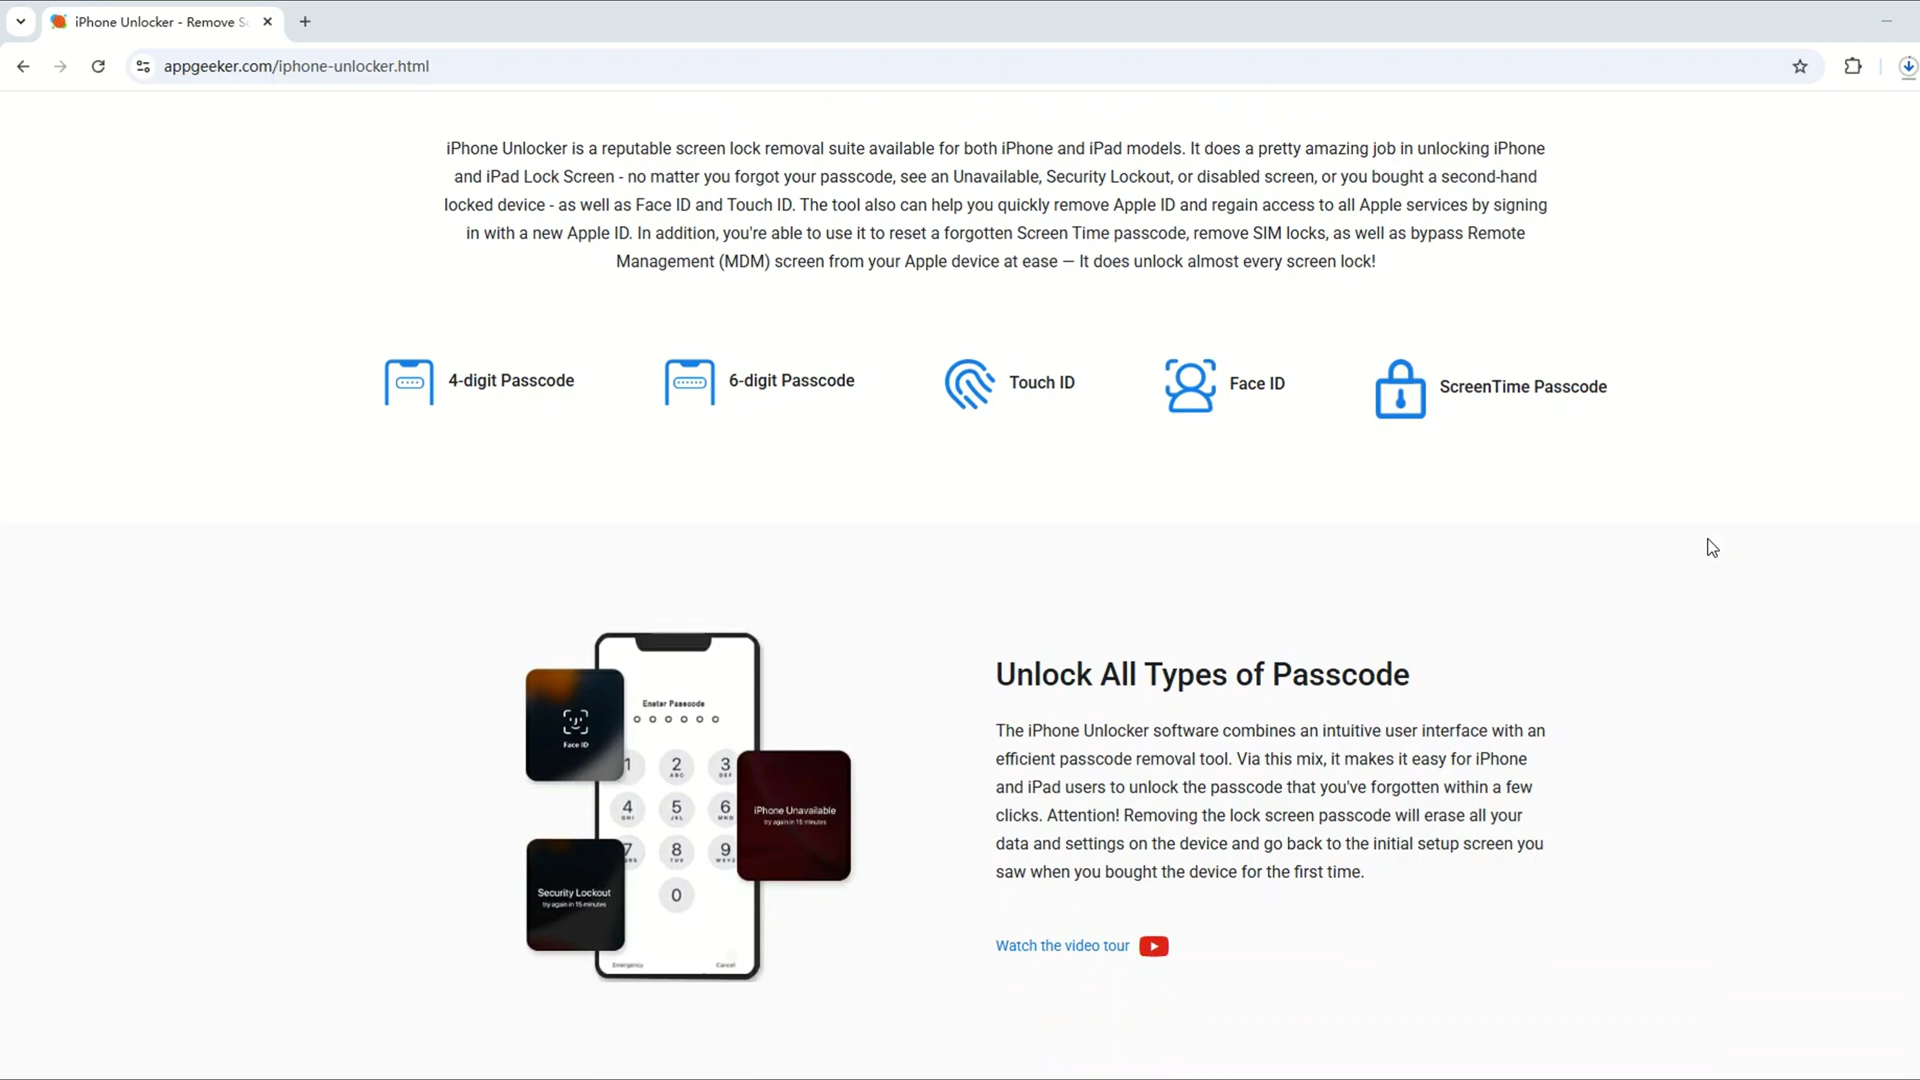 iPhone Unlocker - Remove Sc
appgeeker.com/iphone-unlocker.html
iPhone Unlocker is a reputable screen lock removal suite available for both iPhone and iPad models. It does a pretty amazing job in unlocking iPhone
and iPad Lock Screen - no matter you forgot your passcode, see an Unavailable, Security Lockout, or disabled screen, or you bought a second-hand
locked device - as well as Face ID and Touch ID. The tool also can help you quickly remove Apple ID and regain access to all Apple services by signing
in with a new Apple ID. In addition, you're able to use it to reset a forgotten Screen Time passcode, remove SIM locks, as well as bypass Remote
Management (MDM) screen from your Apple device at ease — It does unlock almost every screen lock!
4-digit Passcode
6-digit Passcode
Touch ID
Face ID
ScreenTime Passcode
Enater Passcode
Face ID
1
2 ABC
3 DEF
4 GHI
5 JKL
6 MNO
7
8 TUV
9 WXYZ
0
iPhone Unavailable
try again in 15 minutes
Security Lockout
try again in 15 minutes
Emergency
Cancel
Unlock All Types of Passcode
The iPhone Unlocker software combines an intuitive user interface with an
efficient passcode removal tool. Via this mix, it makes it easy for iPhone
and iPad users to unlock the passcode that you've forgotten within a few
clicks. Attention! Removing the lock screen passcode will erase all your
data and settings on the device and go back to the initial setup screen you
saw when you bought the device for the first time.
Watch the video tour